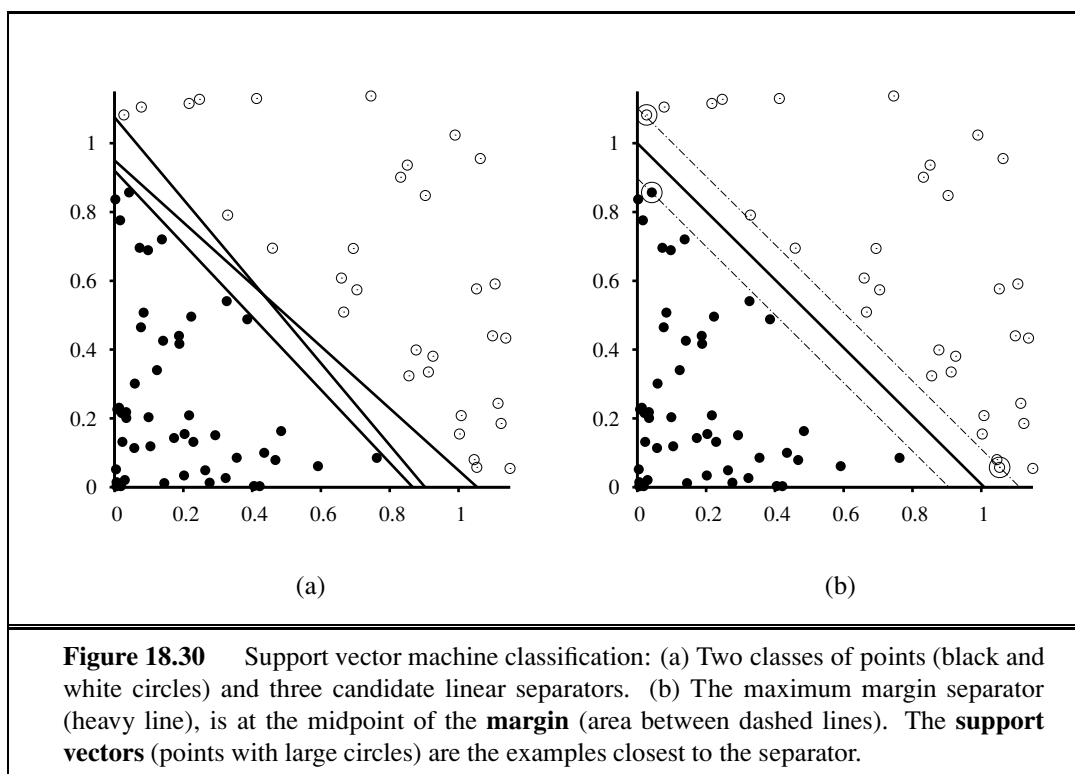 1
0.8
0.6
0.4
0.2
0
0 0.2 0.4 0.6 0.8 1
(a)
1
0.8
0.6
0.4
0.2
0
0 0.2 0.4 0.6 0.8 1
(b)
Figure 18.30 Support vector machine classification: (a) Two classes of points (black and
white circles) and three candidate linear separators. (b) The maximum margin separator
(heavy line), is at the midpoint of the margin (area between dashed lines). The support
vectors (points with large circles) are the examples closest to the separator.